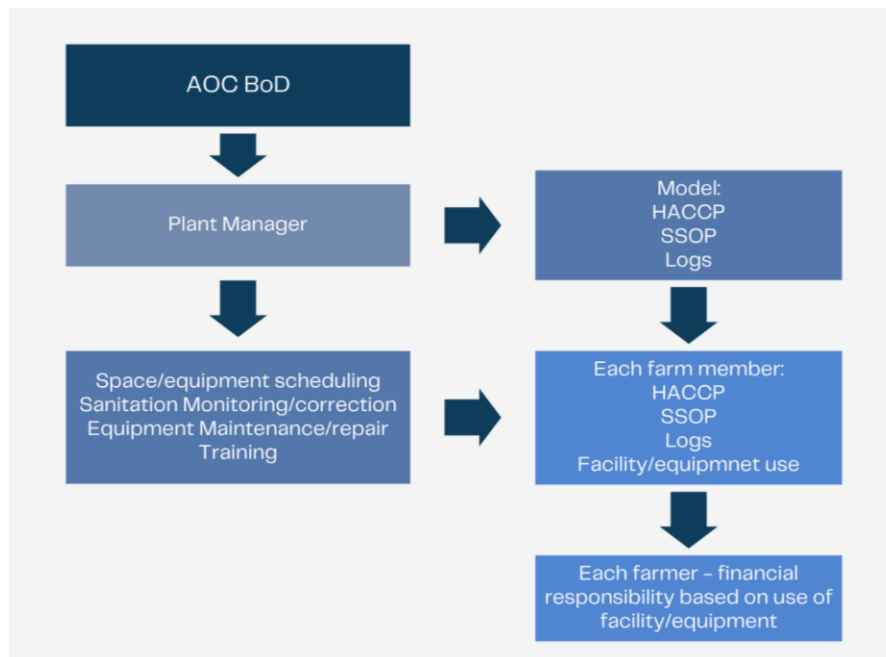 AOC BoD
Plant Manager
Model:
HACCP
SSOP
Logs
Space/equipment scheduling
Sanitation Monitoring/correction
Equipment Maintenance/repair
Training
Each farm member:
HACCP
SSOP
Logs
Facility/equipmnet use
Each farmer - financial
responsibility based on use of
facility/equipment